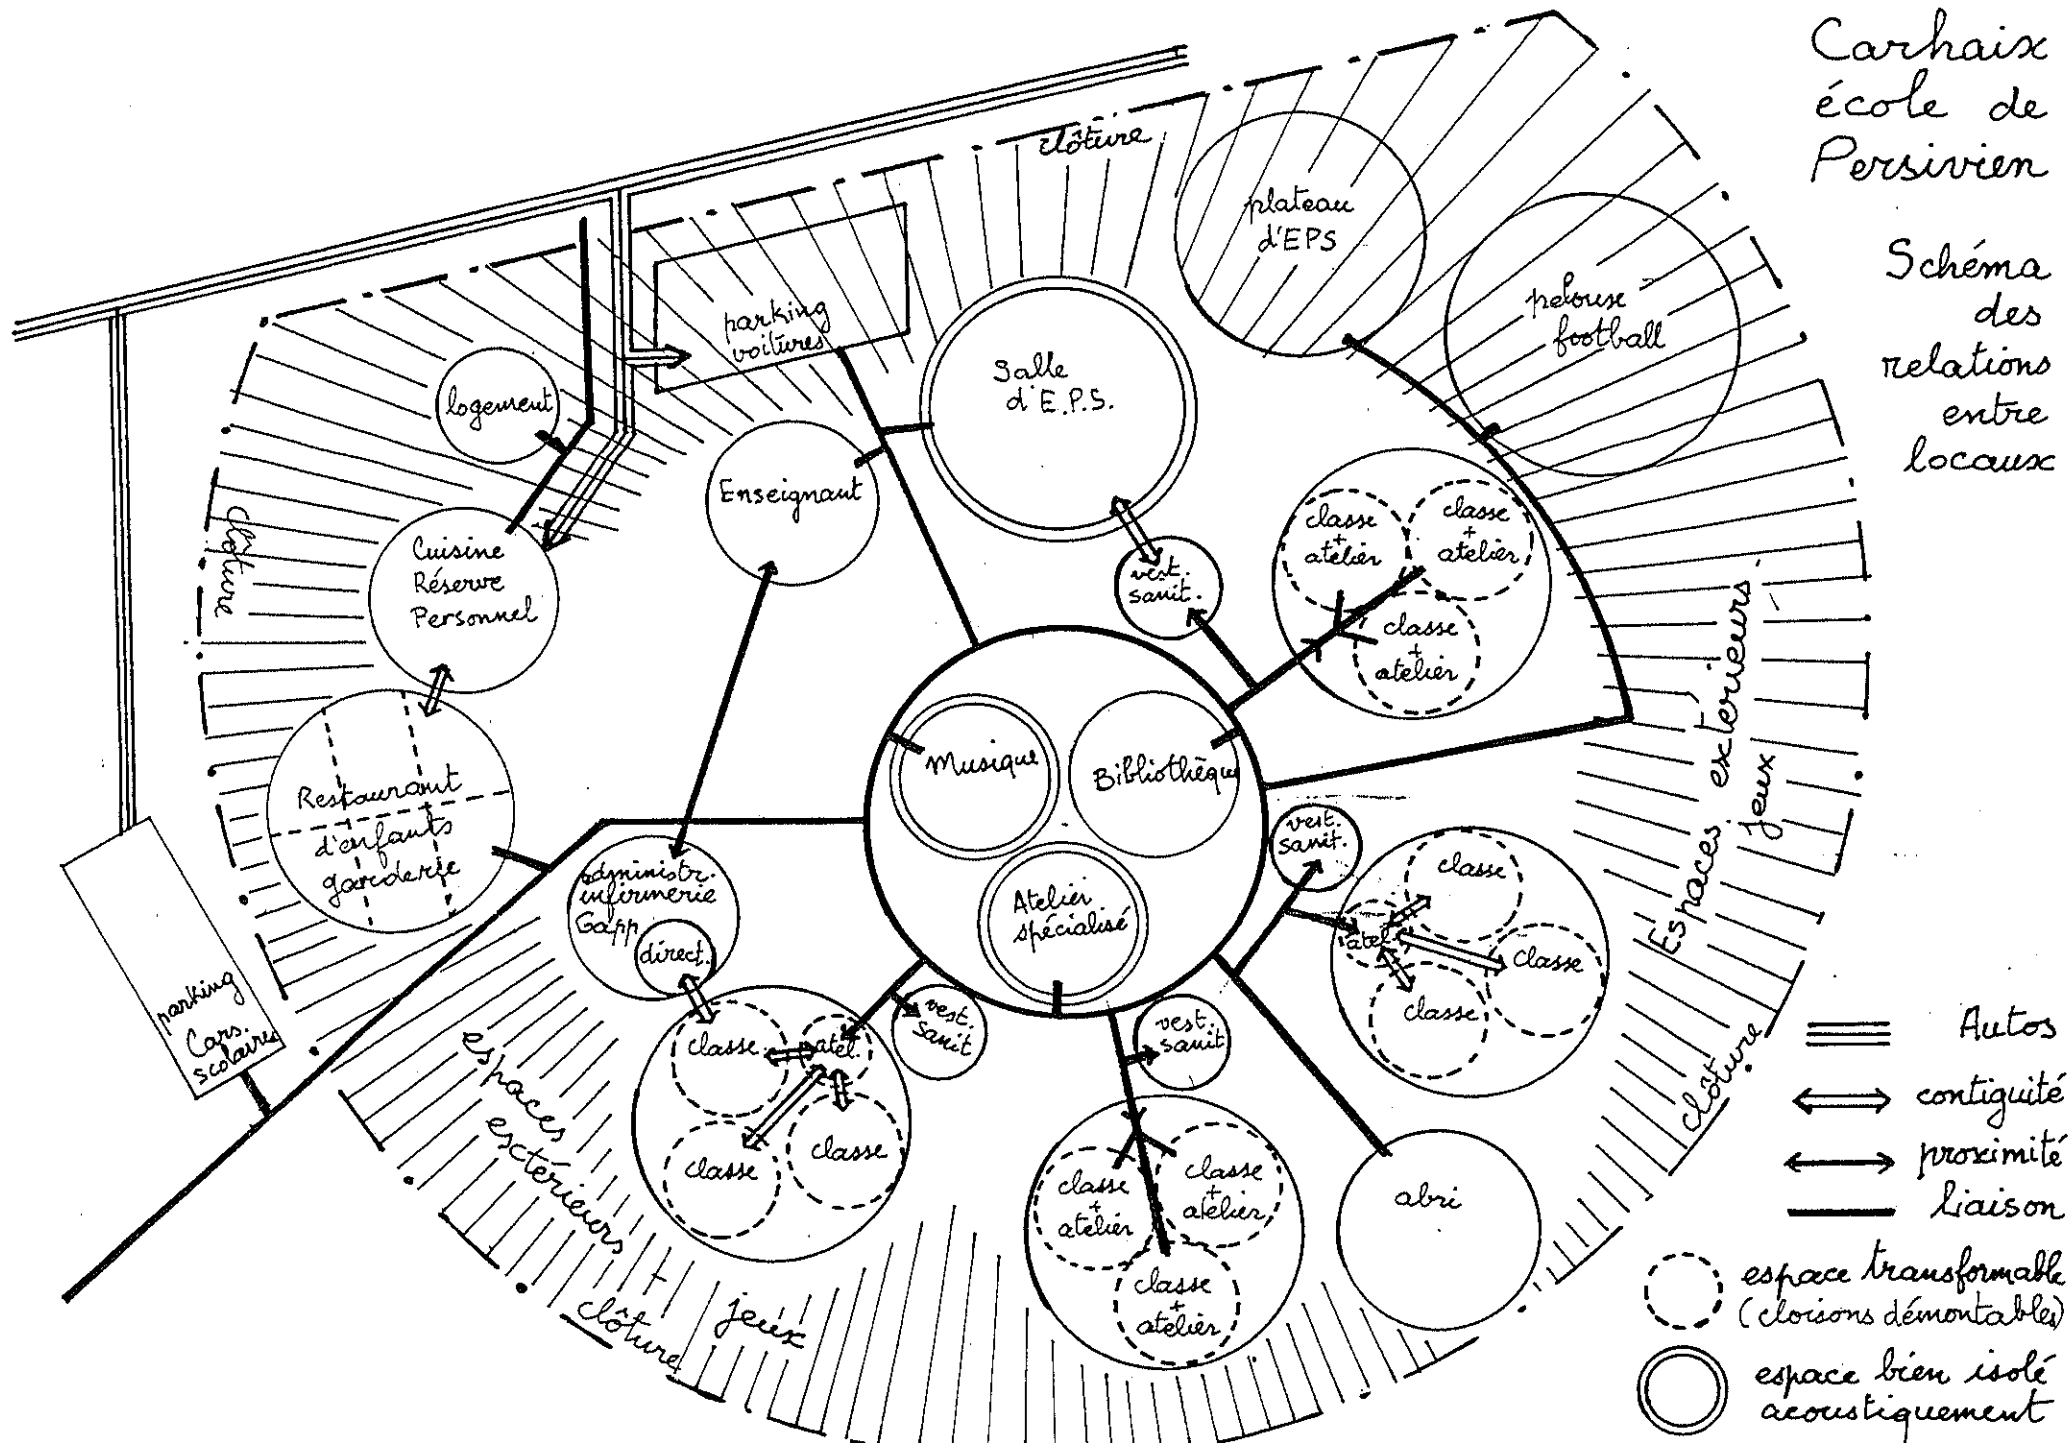 Carhaix
école de
Persivien
Schéma
des
relations
entre
locaux
clôture
plateau
d'EPS
pelouse
football
parking
voitures
Salle
d'E.P.S.
logement
Enseignant
Cuisine
Réserve
Personnel
clôture
vest.
sanit.
classe
+
atelier
classe
+
atelier
classe
+
atelier
Espaces extérieurs
jeux
Musique
Bibliothèque
Atelier
spécialisé
Restaurant
d'enfants
garderie
administr.
infirmerie
Gapp
direct.
vest.
sanit.
classe
atel.
classe
classe
parking
Cars.
scolaires
espaces
esctérieurs
+
jeux
clôture
classe
atel.
classe
classe
vest.
sanit
vest.
sanit
classe
+
atelier
classe
+
atelier
classe
+
atelier
abri
clôture
Autos
contiguité
proximité
liaison
espace transformable
(cloisons démontables)
espace bien isolé
acoustiquement